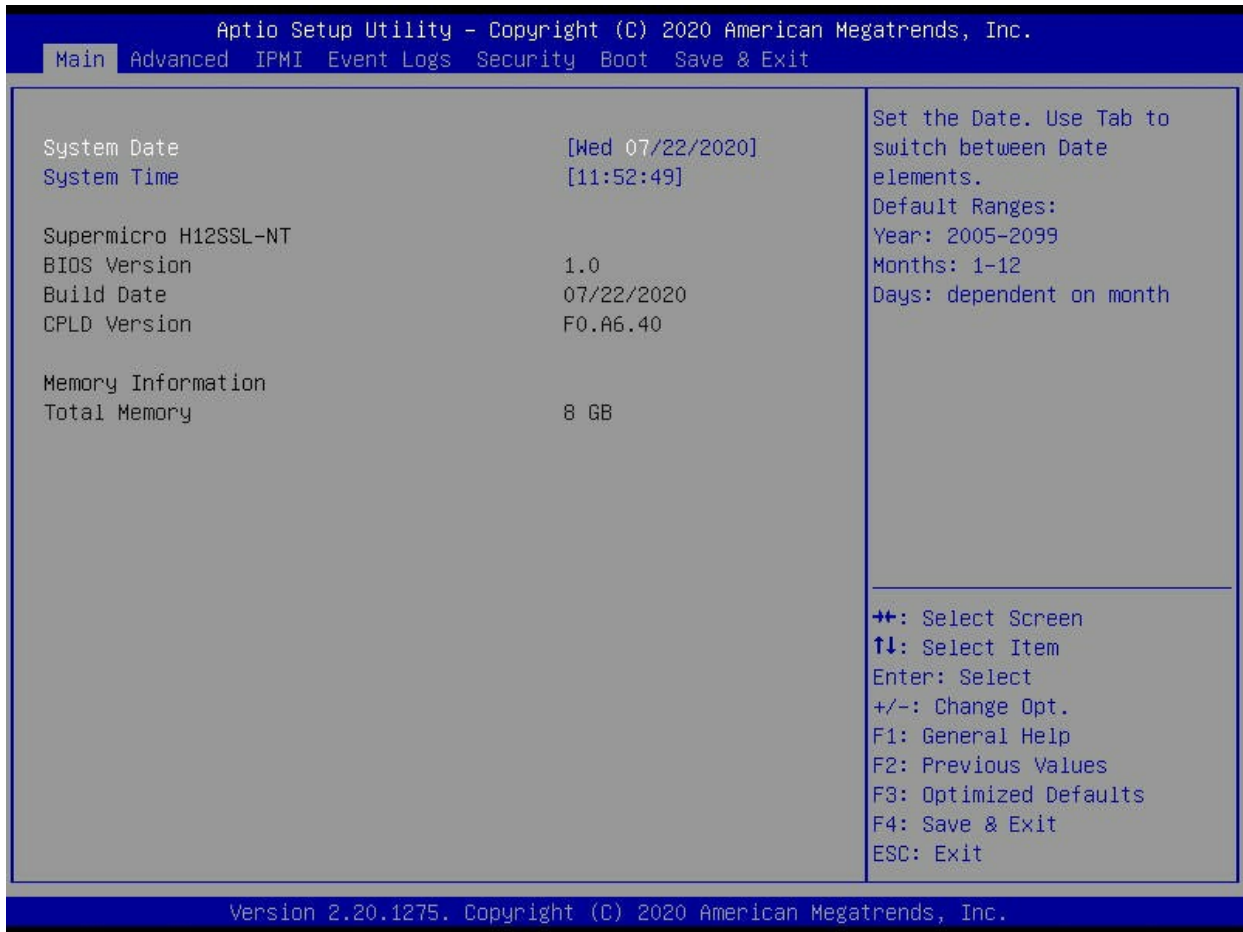 Aptio Setup Utility – Copyright (C) 2020 American Megatrends, Inc.
Main Advanced IPMI Event Logs Security Boot Save & Exit
System Date [Wed 07/22/2020]
System Time [11:52:49]
Supermicro H12SSL-NT
BIOS Version 1.0
Build Date 07/22/2020
CPLD Version F0.A6.40
Memory Information
Total Memory 8 GB
Set the Date. Use Tab to
switch between Date
elements.
Default Ranges:
Year: 2005-2099
Months: 1-12
Days: dependent on month
→←: Select Screen
↑↓: Select Item
Enter: Select
+/-: Change Opt.
F1: General Help
F2: Previous Values
F3: Optimized Defaults
F4: Save & Exit
ESC: Exit
Version 2.20.1275. Copyright (C) 2020 American Megatrends, Inc.